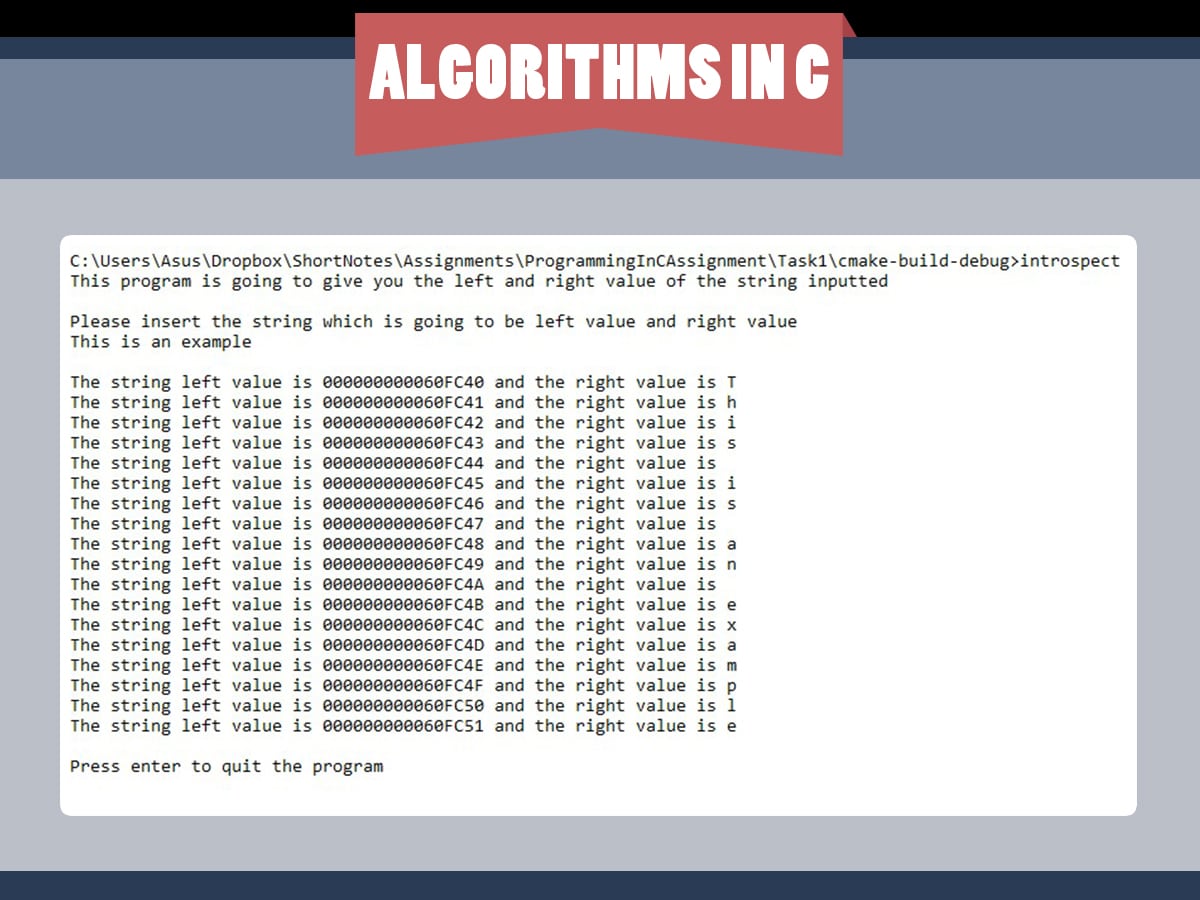 ALGORITHMS IN C
C:\Users\Asus\Dropbox\ShortNotes\Assignments\ProgrammingInCAssignment\Task1\cmake-build-debug>introspect
This program is going to give you the left and right value of the string inputted
Please insert the string which is going to be left value and right value
This is an example
The string left value is 000000000060FC40 and the right value is T
The string left value is 000000000060FC41 and the right value is h
The string left value is 000000000060FC42 and the right value is i
The string left value is 000000000060FC43 and the right value is s
The string left value is 000000000060FC44 and the right value is
The string left value is 000000000060FC45 and the right value is i
The string left value is 000000000060FC46 and the right value is s
The string left value is 000000000060FC47 and the right value is
The string left value is 000000000060FC48 and the right value is a
The string left value is 000000000060FC49 and the right value is n
The string left value is 000000000060FC4A and the right value is
The string left value is 000000000060FC4B and the right value is e
The string left value is 000000000060FC4C and the right value is x
The string left value is 000000000060FC4D and the right value is a
The string left value is 000000000060FC4E and the right value is m
The string left value is 000000000060FC4F and the right value is p
The string left value is 000000000060FC50 and the right value is l
The string left value is 000000000060FC51 and the right value is e
Press enter to quit the program